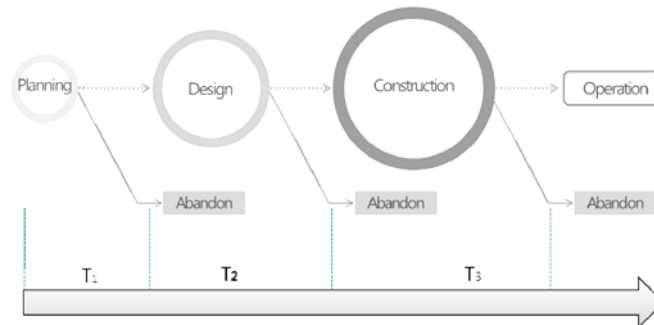 Planning
Design
Construction
Operation
Abandon
Abandon
Abandon
T1
T2
T3